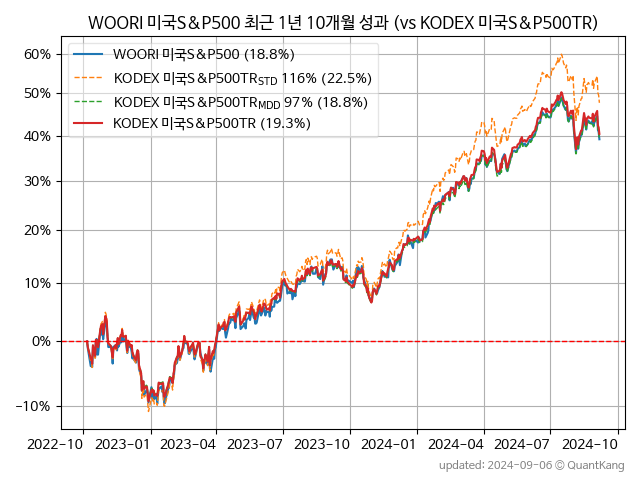 WOORI 미국S&P500 최근 1년 10개월 성과 (vs KODEX 미국S&P500TR)
WOORI 미국S&P500 (18.8%)
KODEX 미국S&P500TRSTD 116% (22.5%)
KODEX 미국S&P500TRMDD 97% (18.8%)
KODEX 미국S&P500TR (19.3%)
60%
50%
40%
30%
20%
10%
0%
−10%
2022-10 2023-01 2023-04 2023-07 2023-10 2024-01 2024-04 2024-07 2024-10
updated: 2024-09-06 © QuantKang